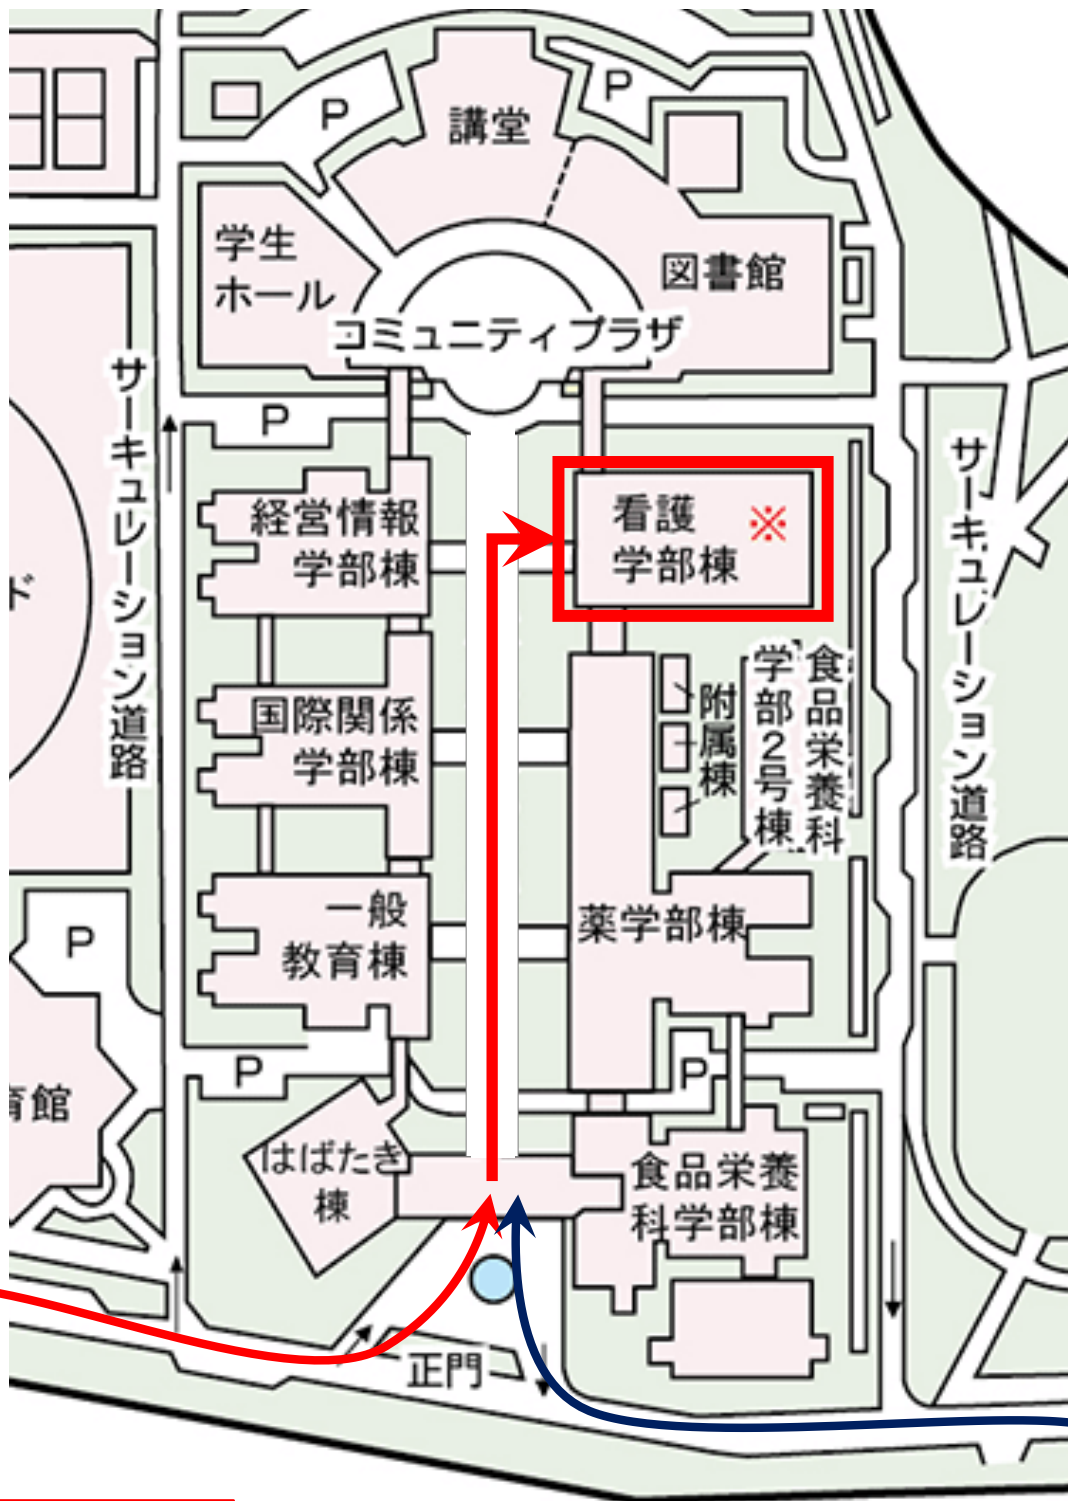 P
講堂
P
学生
ホール
図書館
コミュニティプラザ
サーキュレーション道路
P
サーキュレーション道路
経営情報
学部棟
看護
学部棟
※
ド
国際関係
学部棟
附属棟
食品栄養科
学部2号棟
一般
教育棟
薬学部棟
P
P
P
育館
はばたき
棟
食品栄養
科学部棟
正門